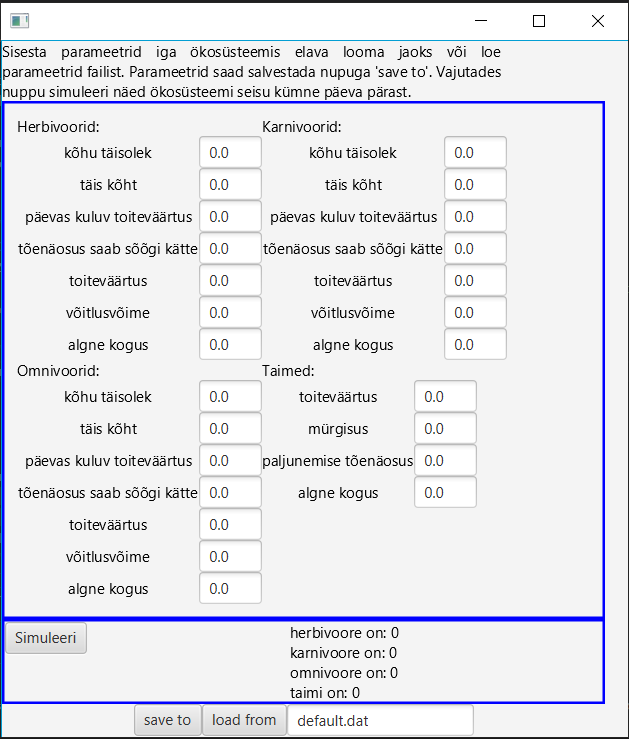 Sisesta parameetrid iga ökosüsteemis elava looma jaoks või loe
parameetrid failist. Parameetrid saad salvestada nupuga 'save to'. Vajutades
nuppu simuleeri näed ökosüsteemi seisu kümne päeva pärast.
Herbivoorid:
kõhu täisolek 0.0
täis kõht 0.0
päevas kuluv toiteväärtus 0.0
tõenäosus saab söögi kätte 0.0
toiteväärtus 0.0
võitlusvõime 0.0
algne kogus 0.0
Karnivoorid:
kõhu täisolek 0.0
täis kõht 0.0
päevas kuluv toiteväärtus 0.0
tõenäosus saab söögi kätte 0.0
toiteväärtus 0.0
võitlusvõime 0.0
algne kogus 0.0
Omnivoorid:
kõhu täisolek 0.0
täis kõht 0.0
päevas kuluv toiteväärtus 0.0
tõenäosus saab söögi kätte 0.0
toiteväärtus 0.0
võitlusvõime 0.0
algne kogus 0.0
Taimed:
toiteväärtus 0.0
mürgisus 0.0
paljunemise tõenäosus 0.0
algne kogus 0.0
Simuleeri
herbivoore on: 0
karnivoore on: 0
omnivoore on: 0
taimi on: 0
save to load from default.dat